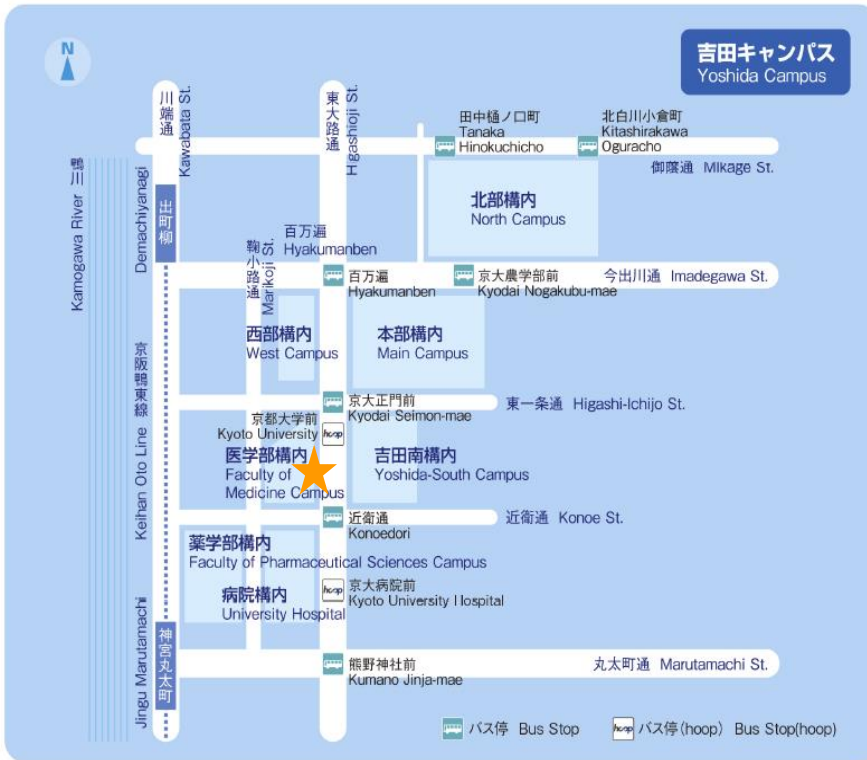 N
吉田キャンパス
Yoshida Campus
川端通
Kawabata St.
東大路通
Higashioji St.
田中樋ノ口町
Tanaka
Hinokuchicho
北白川小倉町
Kitashirakawa
Oguracho
御蔭通 Mikage St.
Kamogawa River 鴨川
Demachiyanagi
出町柳
北部構内
North Campus
百万遍
Hyakumanben
鞠小路通
Marikoji St.
百万遍
Hyakumanben
京大農学部前
Kyodai Nogakubu-mae
今出川通 Imadegawa St.
西部構内
West Campus
本部構内
Main Campus
京阪鴨東線
Keihan Oto Line
京大正門前
Kyodai Seimon-mae
東一条通 Higashi-Ichijo St.
京都大学前
Kyoto University
hoop
医学部構内
Faculty of
Medicine Campus
吉田南構内
Yoshida-South Campus
近衛通
Konoedori
近衛通 Konoe St.
薬学部構内
Faculty of Pharmaceutical Sciences Campus
病院構内
University Hospital
hoop
京大病院前
Kyoto University Hospital
Jingu Marutamachi
神宮丸太町
熊野神社前
Kumano Jinja-mae
丸太町通 Marutamachi St.
バス停 Bus Stop
hoop バス停(hoop) Bus Stop(hoop)